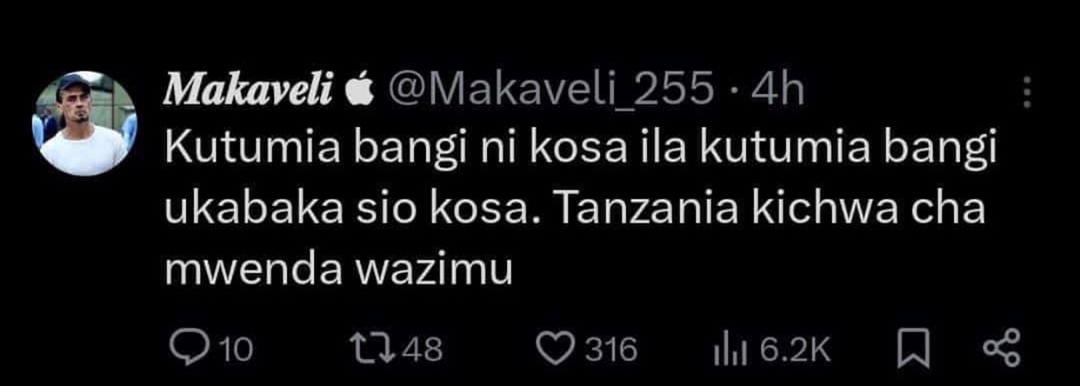 Makaveli @Makaveli_255 · 4h
Kutumia bangi ni kosa ila kutumia bangi
ukabaka sio kosa. Tanzania kichwa cha
mwenda wazimu
10 48 316 6.2K